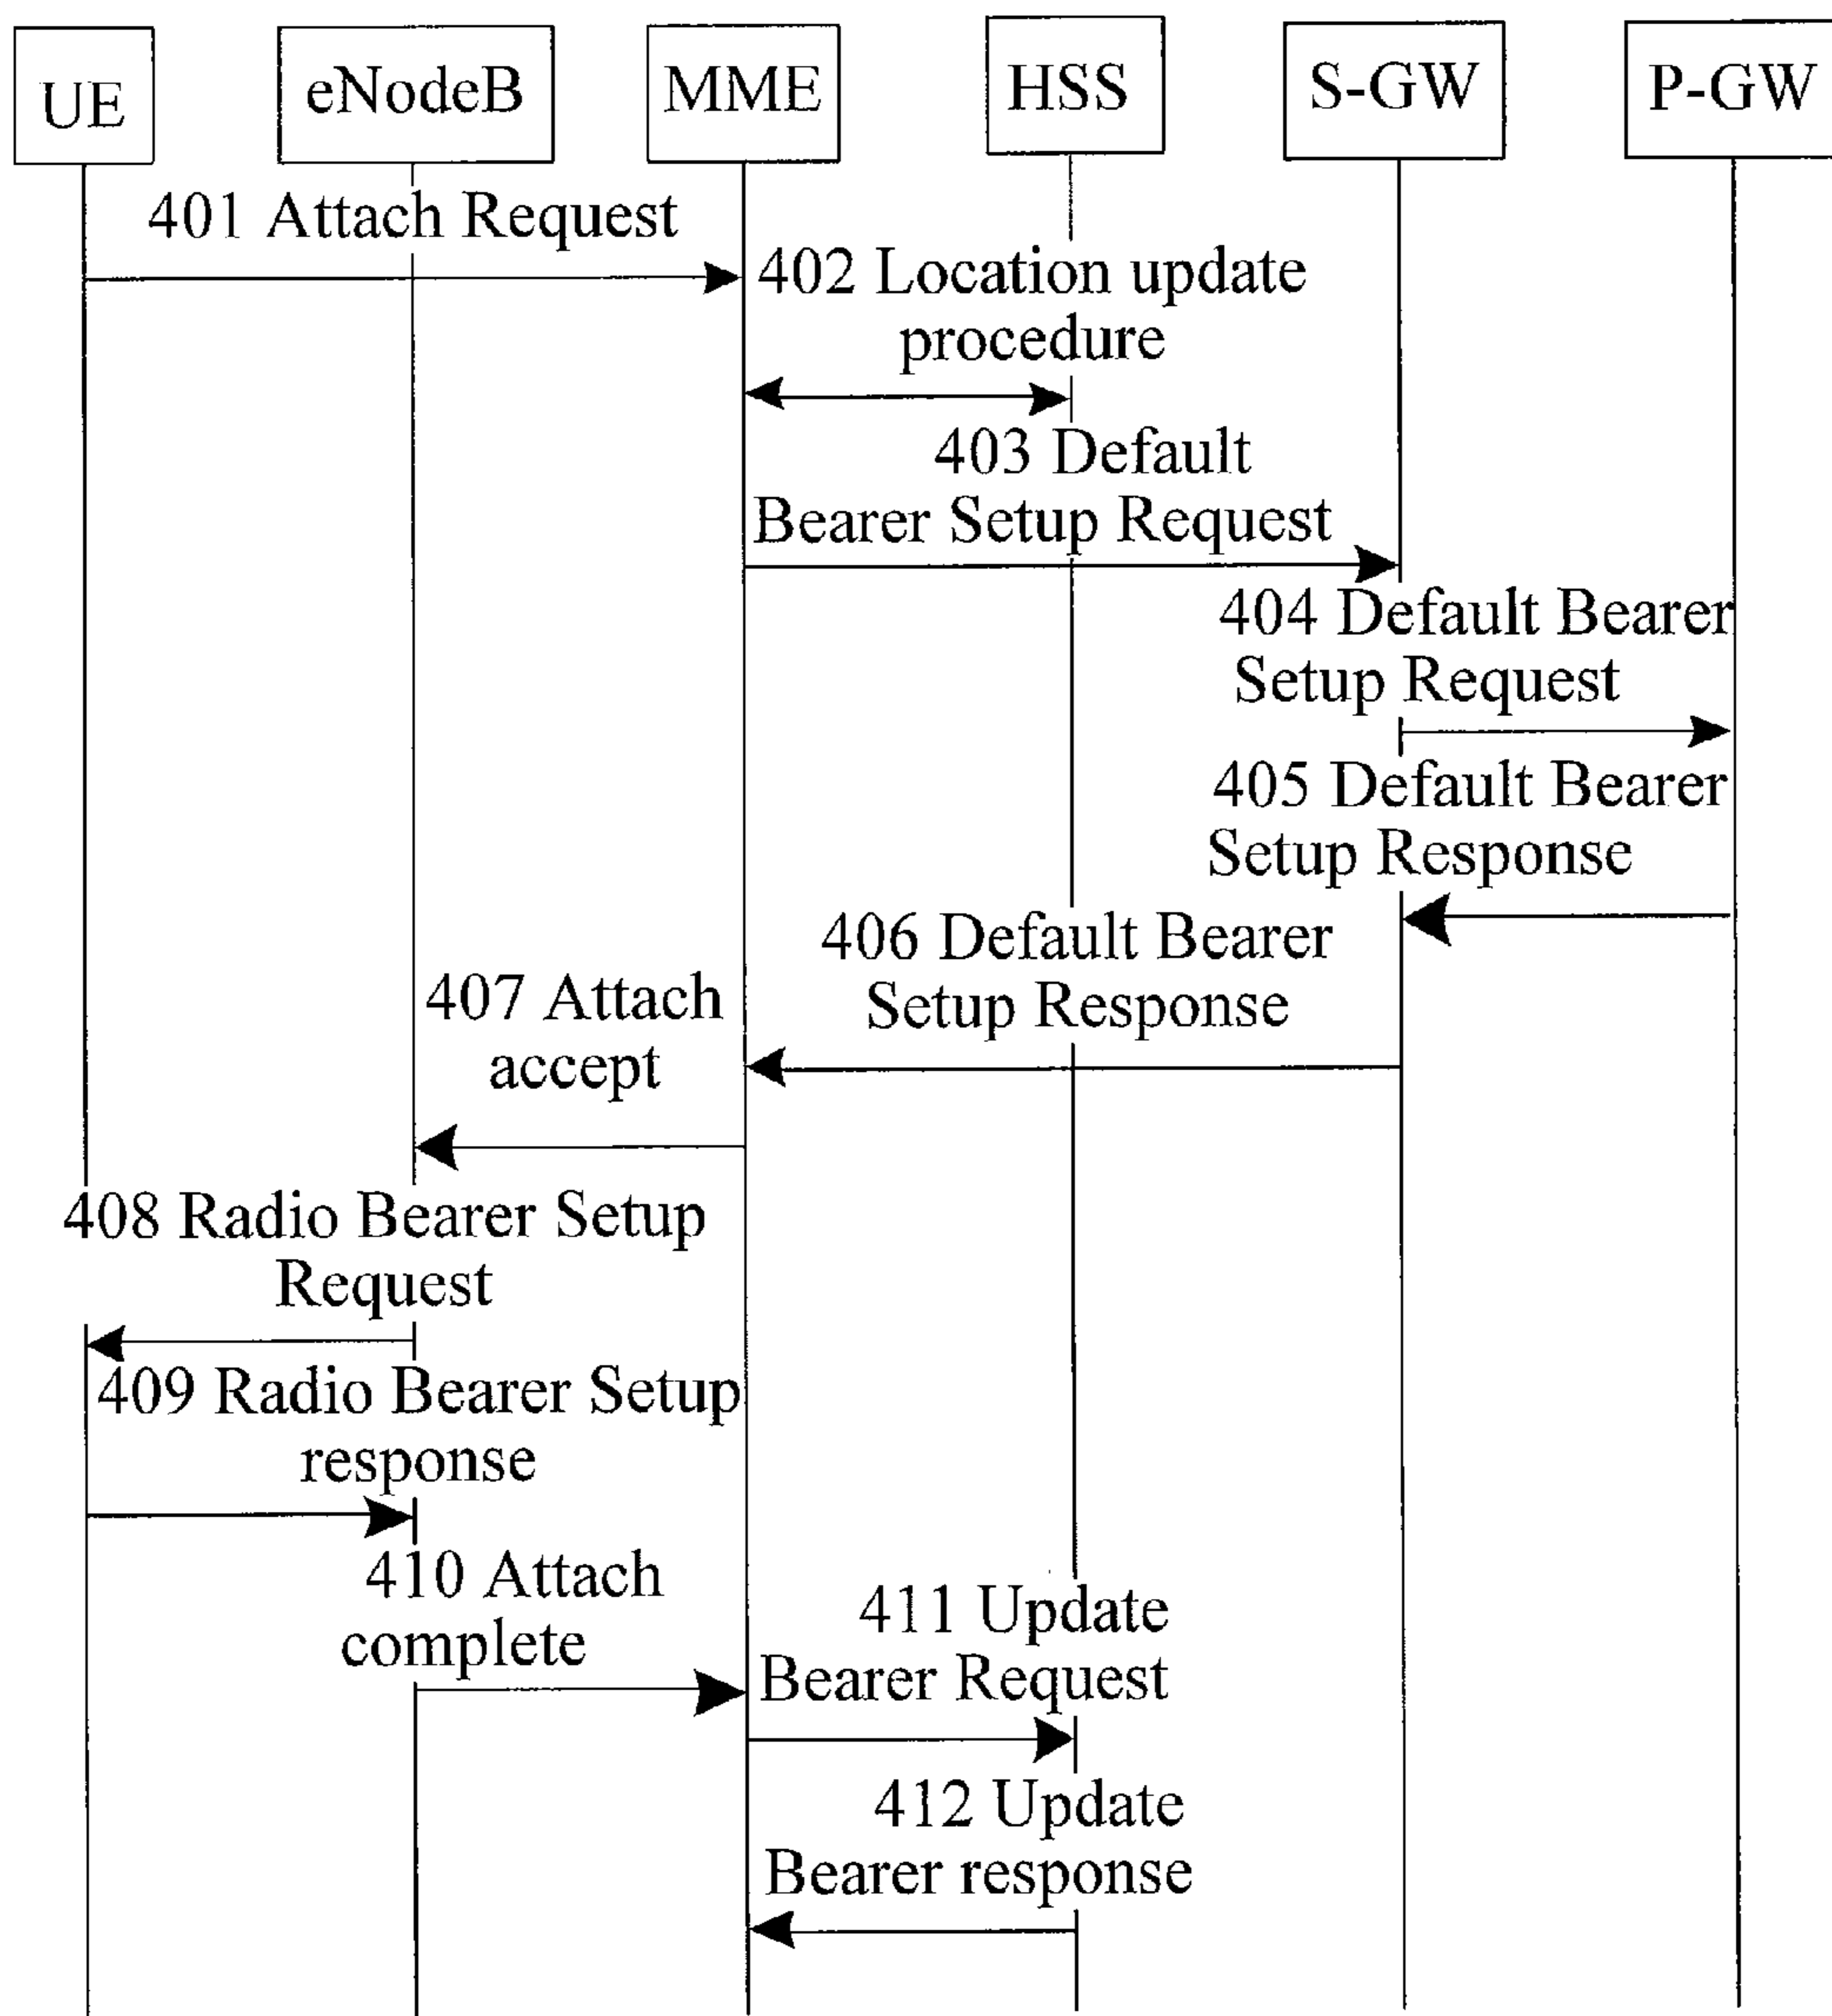 UE eNodeB MME HSS S-GW P-GW
401 Attach Request
402 Location update
procedure
403 Default
Bearer Setup Request
404 Default Bearer
Setup Request
405 Default Bearer
Setup Response
406 Default Bearer
Setup Response
407 Attach
accept
408 Radio Bearer Setup
Request
409 Radio Bearer Setup
response
410 Attach
complete
411 Update
Bearer Request
412 Update
Bearer response